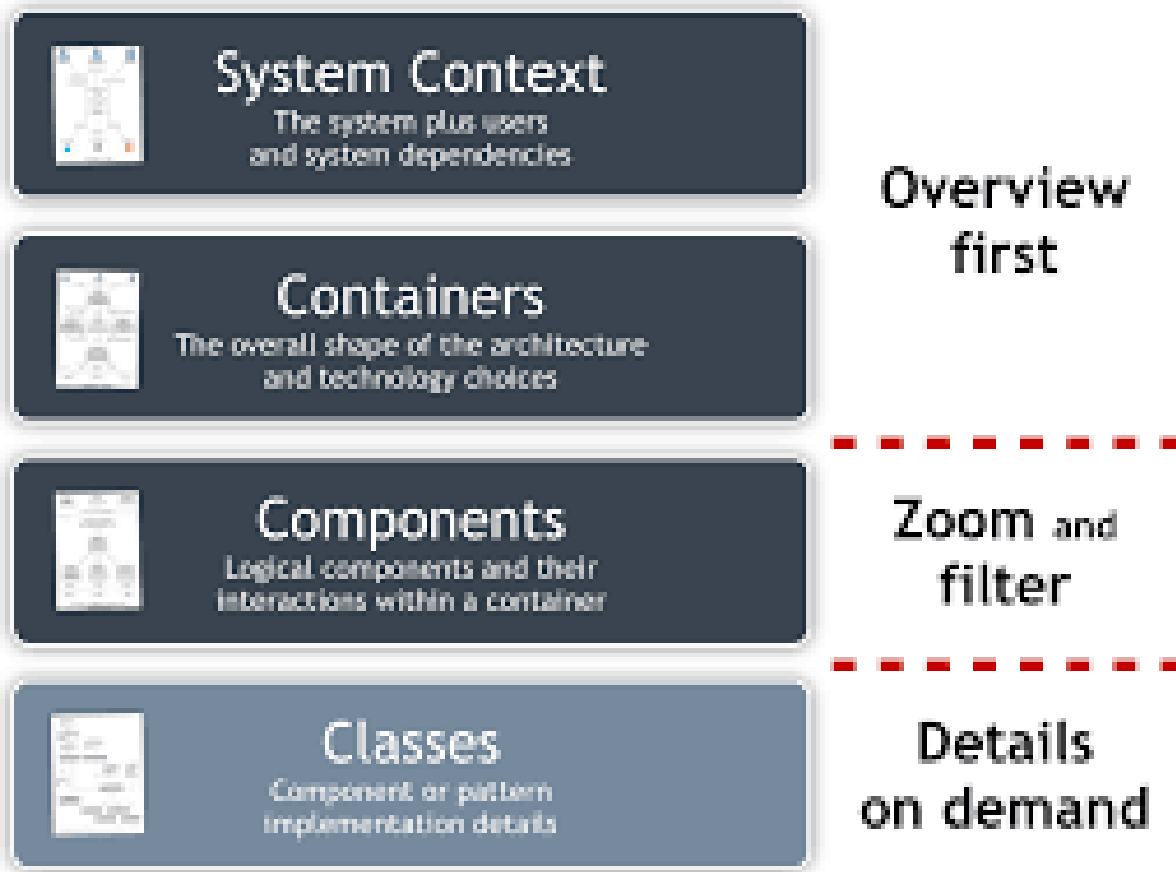 System Context
The system plus users
and system dependencies
Overview
first
Containers
The overall shape of the architecture
and technology choices
Components
Logical components and their
interactions within a container
Zoom and
filter
Classes
Component or pattern
implementation details
Details
on demand